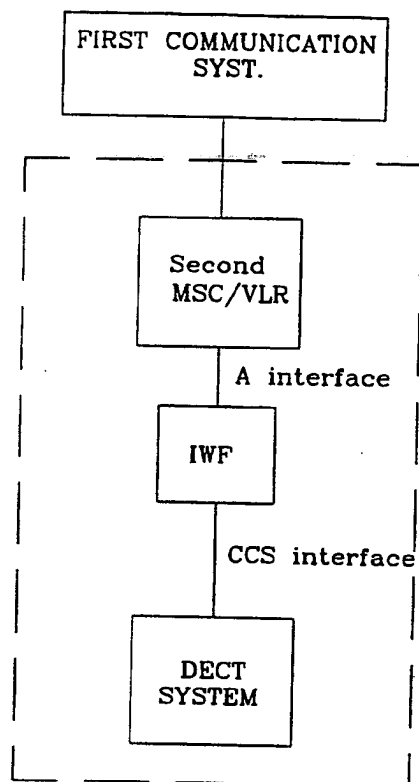 FIRST COMMUNICATION
SYST.
Second
MSC/VLR
A interface
IWF
CCS interface
DECT
SYSTEM